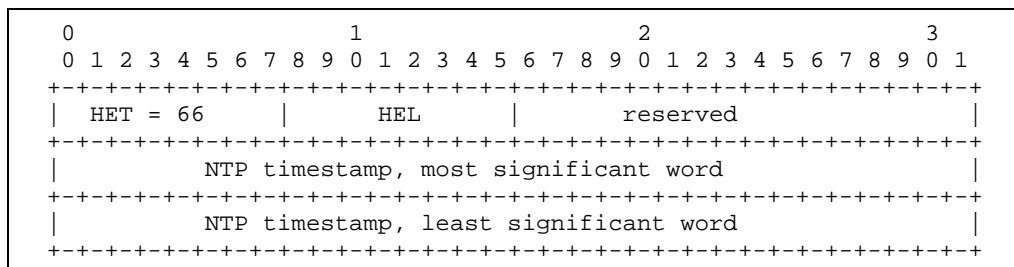 0                   1                   2                   3
 0 1 2 3 4 5 6 7 8 9 0 1 2 3 4 5 6 7 8 9 0 1 2 3 4 5 6 7 8 9 0 1
+-+-+-+-+-+-+-+-+-+-+-+-+-+-+-+-+-+-+-+-+-+-+-+-+-+-+-+-+-+-+-+-+
|  HET = 66     |      HEL      |       reserved                |
+-+-+-+-+-+-+-+-+-+-+-+-+-+-+-+-+-+-+-+-+-+-+-+-+-+-+-+-+-+-+-+-+
|          NTP timestamp, most significant word                 |
+-+-+-+-+-+-+-+-+-+-+-+-+-+-+-+-+-+-+-+-+-+-+-+-+-+-+-+-+-+-+-+-+
|          NTP timestamp, least significant word                |
+-+-+-+-+-+-+-+-+-+-+-+-+-+-+-+-+-+-+-+-+-+-+-+-+-+-+-+-+-+-+-+-+